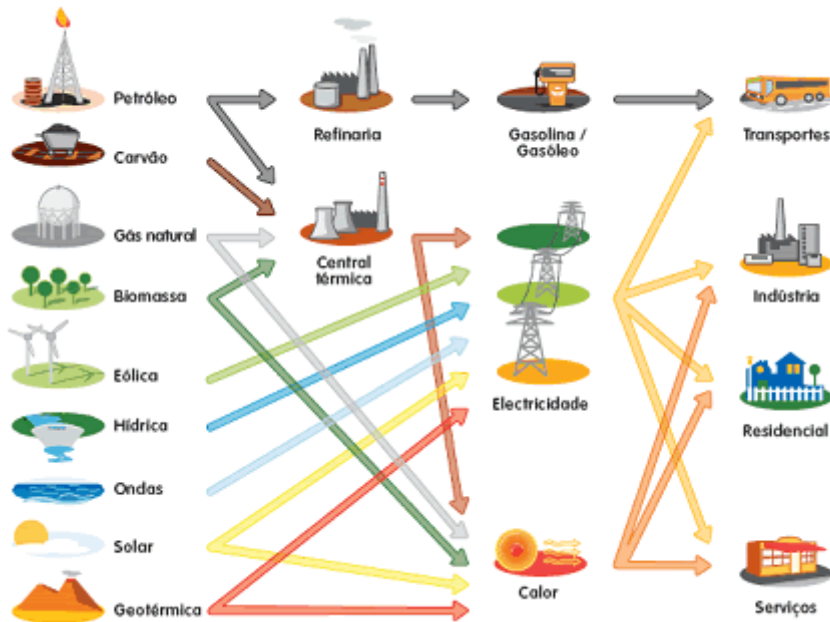 Petróleo
Refinaria
Gasolina /
Gasóleo
Transportes
Carvão
Gás natural
Central
térmica
Biomassa
Indústria
Eólica
Electricidade
Hídrica
Residencial
Ondas
Solar
Calor
Geotérmica
Serviços